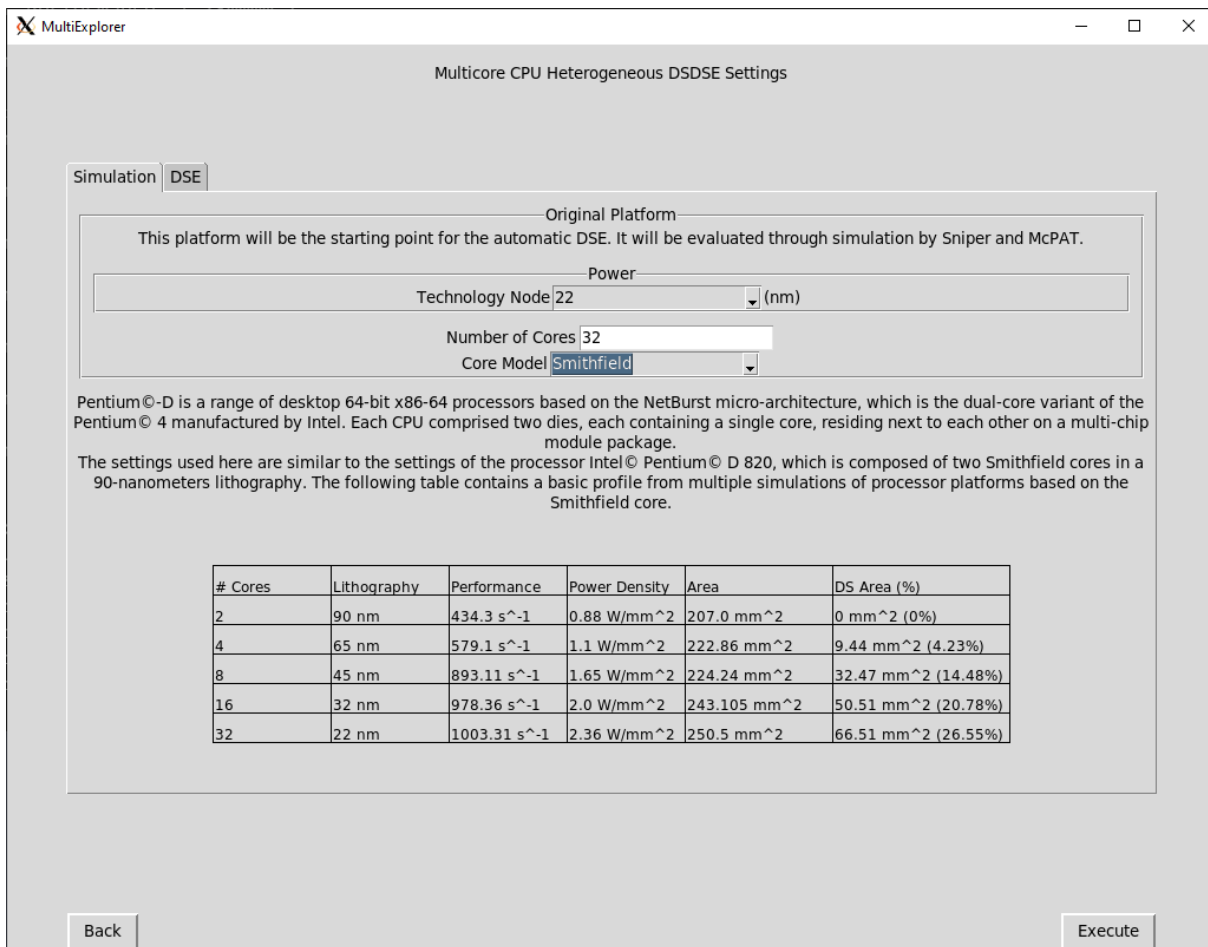 MultiExplorer
Multicore CPU Heterogeneous DSDSE Settings
Simulation DSE
Original Platform
This platform will be the starting point for the automatic DSE. It will be evaluated through simulation by Sniper and McPAT.
Power
Technology Node 22 (nm)
Number of Cores 32
Core Model Smithfield
Pentium©-D is a range of desktop 64-bit x86-64 processors based on the NetBurst micro-architecture, which is the dual-core variant of the
Pentium© 4 manufactured by Intel. Each CPU comprised two dies, each containing a single core, residing next to each other on a multi-chip
module package.
The settings used here are similar to the settings of the processor Intel© Pentium© D 820, which is composed of two Smithfield cores in a
90-nanometers lithography. The following table contains a basic profile from multiple simulations of processor platforms based on the
Smithfield core.
# Cores Lithography Performance Power Density Area DS Area (%)
2 90 nm 434.3 s^-1 0.88 W/mm^2 207.0 mm^2 0 mm^2 (0%)
4 65 nm 579.1 s^-1 1.1 W/mm^2 222.86 mm^2 9.44 mm^2 (4.23%)
8 45 nm 893.11 s^-1 1.65 W/mm^2 224.24 mm^2 32.47 mm^2 (14.48%)
16 32 nm 978.36 s^-1 2.0 W/mm^2 243.105 mm^2 50.51 mm^2 (20.78%)
32 22 nm 1003.31 s^-1 2.36 W/mm^2 250.5 mm^2 66.51 mm^2 (26.55%)
Back Execute